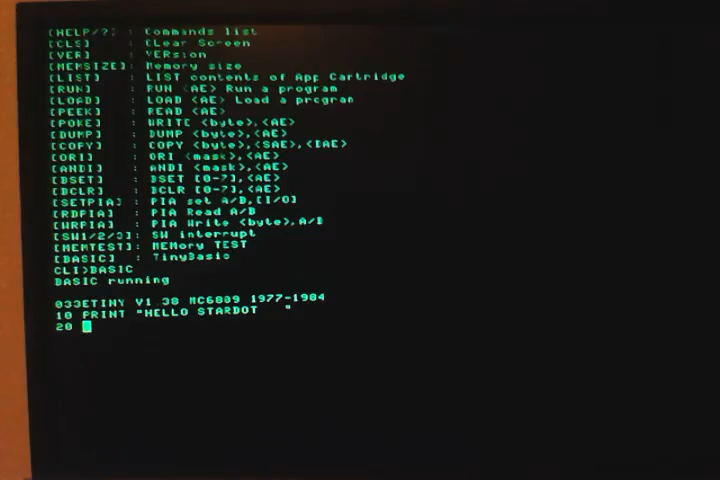 [HELP/?] : Commands list
[CLS] : CLear Screen
[VER] : VERsion
[MEMSIZE]: Memory size
[LIST] : LIST contents of App Cartridge
[RUN] : RUN <AE> Run a program
[LOAD] : LOAD <AE> Load a program
[PEEK] : READ <AE>
[POKE] : WRITE <byte>,<AE>
[DUMP] : DUMP <byte>,<AE>
[COPY] : COPY <byte>,<SAE>,<DAE>
[ORI] : ORI <mask>,<AE>
[ANDI] : ANDI <mask>,<AE>
[BSET] : BSET [0-7],<AE>
[BCLR] : BCLR [0-7],<AE>
[SETPIA] : PIA set A/B,[I/O]
[RDPIA] : PIA Read A/B
[WRPIA] : PIA Write <byte>,A/B
[SW1/2/3]: SW interrupt
[MEMTEST]: MEMory TEST
[BASIC] : TinyBasic
CLI>BASIC
BASIC running
033ETINY V1.38 MC6809 1977-1984
10 PRINT "HELLO STARDOT "
20